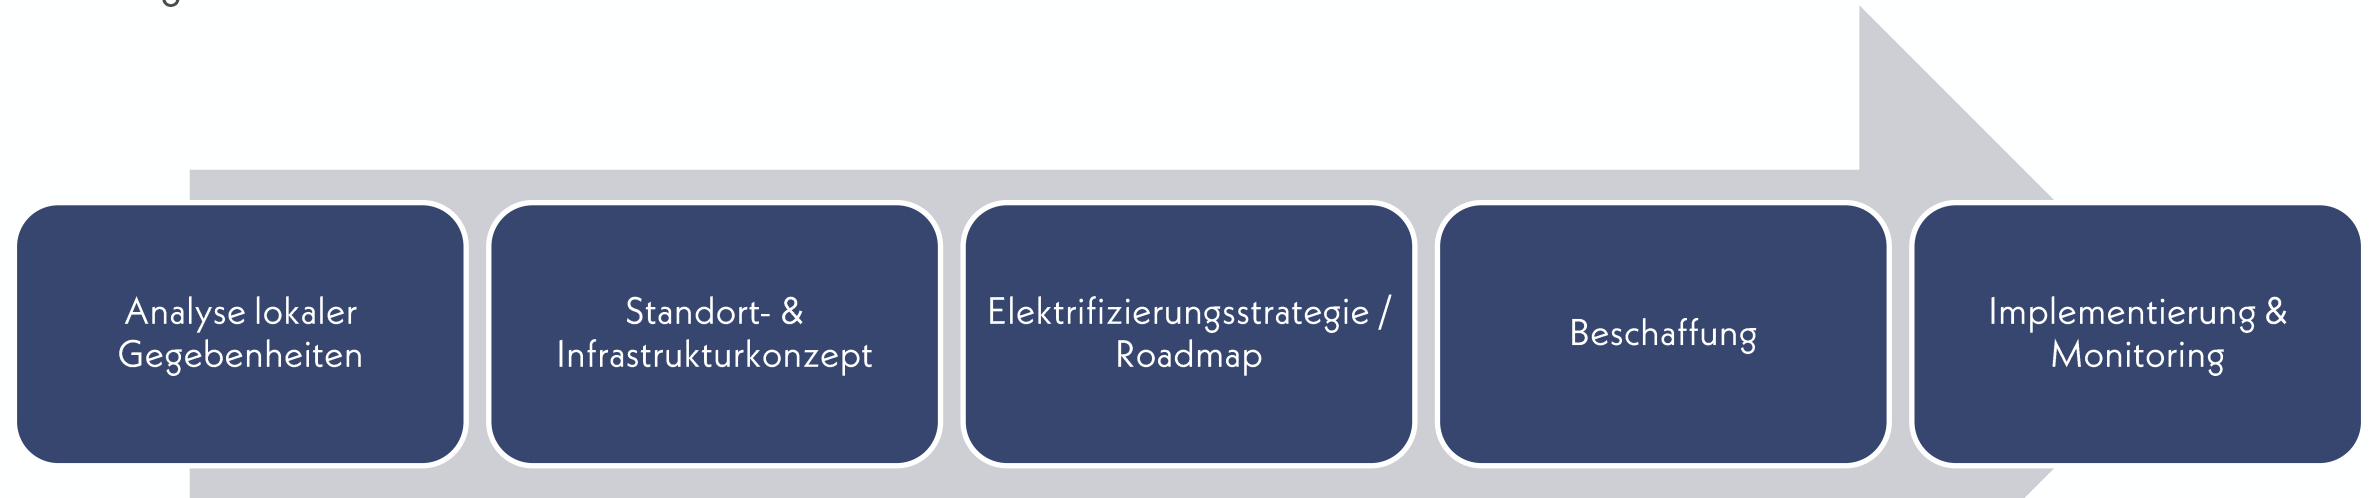 Analyse lokaler
Gegebenheiten
Standort- &
Infrastrukturkonzept
Elektrifizierungsstrategie /
Roadmap
Beschaffung
Implementierung &
Monitoring